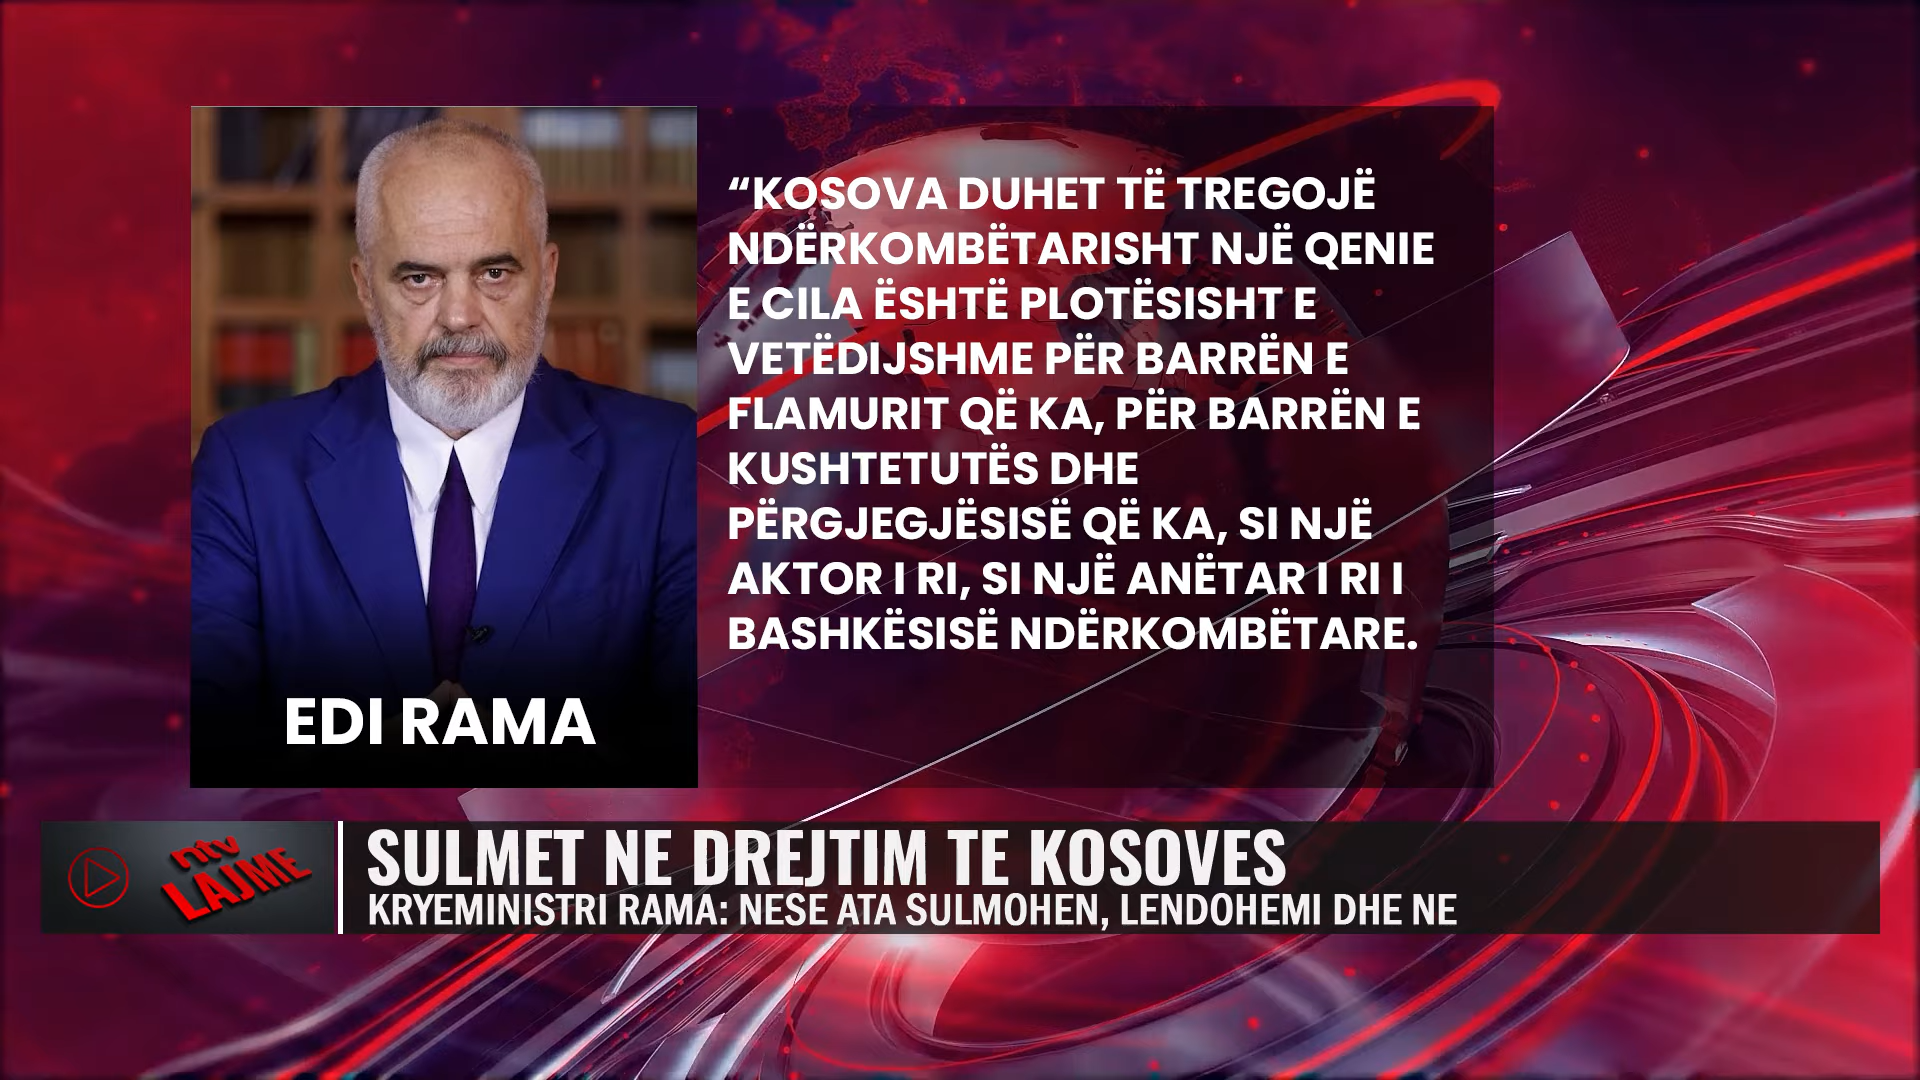 “KOSOVA DUHET TË TREGOJË
NDËRKOMBËTARISHT NJË QENIE
E CILA ËSHTË PLOTËSISHT E
VETËDIJSHME PËR BARRËN E
FLAMURIT QË KA, PËR BARRËN E
KUSHTETUTËS DHE
PËRGJEGJËSISË QË KA, SI NJË
AKTOR I RI, SI NJË ANËTAR I RI I
BASHKËSISË NDËRKOMBËTARE.
EDI RAMA
ntv
LAJME
SULMET NE DREJTIM TE KOSOVES
KRYEMINISTRI RAMA: NESE ATA SULMOHEN, LENDOHEMI DHE NE